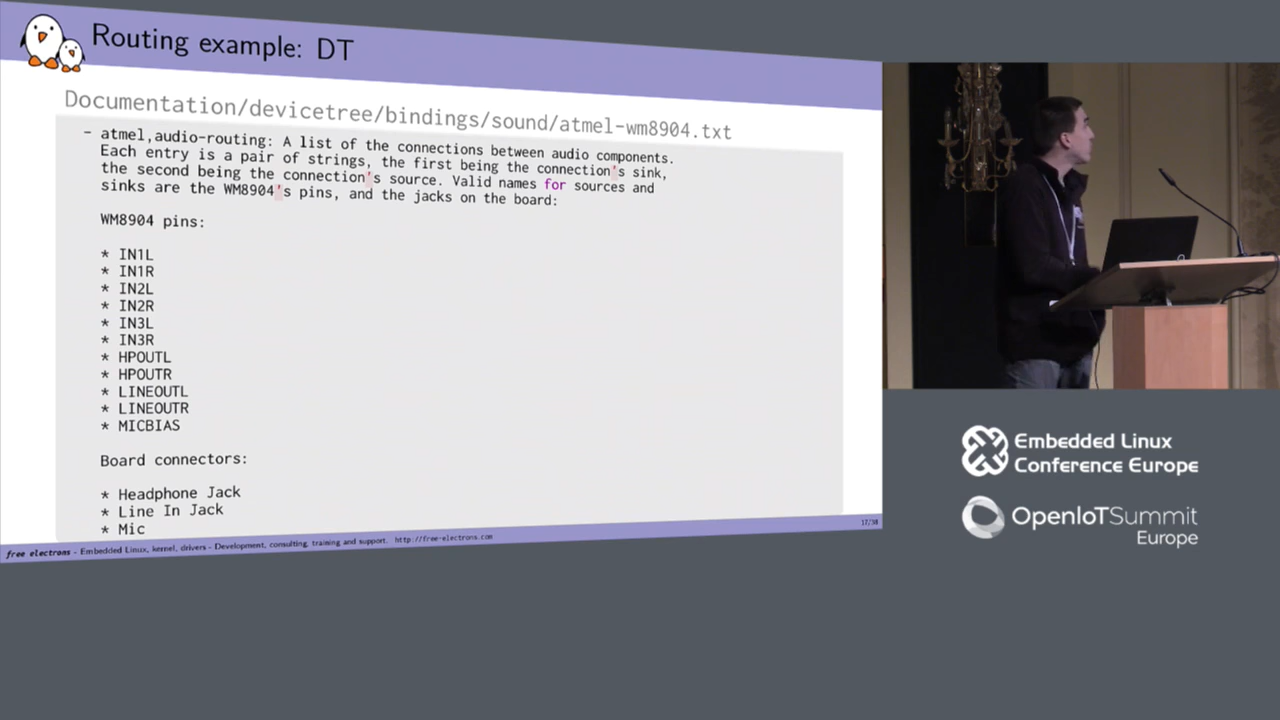 Routing example: DT
Documentation/devicetree/bindings/sound/atmel-wm8904.txt
- atmel,audio-routing: A list of the connections between audio components.
Each entry is a pair of strings, the first being the connection's sink,
the second being the connection's source. Valid names for sources and
sinks are the WM8904's pins, and the jacks on the board:
WM8904 pins:
* IN1L
* IN1R
* IN2L
* IN2R
* IN3L
* IN3R
* HPOUTL
* HPOUTR
* LINEOUTL
* LINEOUTR
* MICBIAS
Board connectors:
* Headphone Jack
* Line In Jack
* Mic
free electrons - Embedded Linux, kernel, drivers - Development, consulting, training and support. http://free-electrons.com
17/38
Embedded Linux
Conference Europe
OpenIoTSummit
Europe